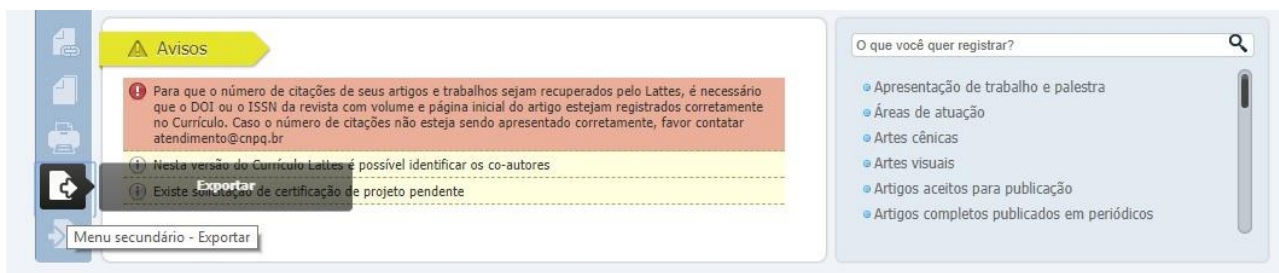 Avisos
Para que o número de citações de seus artigos e trabalhos sejam recuperados pelo Lattes, é necessário
que o DOI ou o ISSN da revista com volume e página inicial do artigo estejam registrados corretamente
no Currículo. Caso o número de citações não esteja sendo apresentado corretamente, favor contatar
atendimento@cnpq.br
Nesta versão do Currículo Lattes é possível identificar os co-autores
Existe solicitação de certificação de projeto pendente
Exportar
Menu secundário - Exportar
O que você quer registrar?
Apresentação de trabalho e palestra
Áreas de atuação
Artes cênicas
Artes visuais
Artigos aceitos para publicação
Artigos completos publicados em periódicos